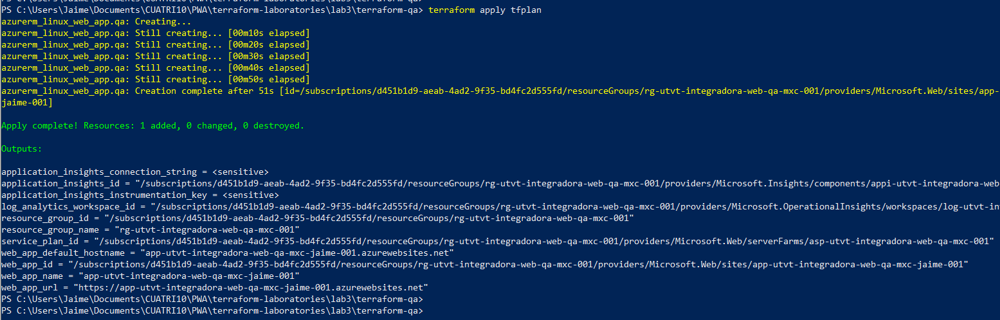 PS C:\Users\Jaime\Documents\CUATRI10\PWA\terraform-laboratories\lab3\terraform-qa> terraform apply tfplan
azurerm_linux_web_app.qa: Creating...
azurerm_linux_web_app.qa: Still creating... [00m10s elapsed]
azurerm_linux_web_app.qa: Still creating... [00m20s elapsed]
azurerm_linux_web_app.qa: Still creating... [00m30s elapsed]
azurerm_linux_web_app.qa: Still creating... [00m40s elapsed]
azurerm_linux_web_app.qa: Still creating... [00m50s elapsed]
azurerm_linux_web_app.qa: Creation complete after 51s [id=/subscriptions/d451b1d9-aeab-4ad2-9f35-bd4fc2d555fd/resourceGroups/rg-utvt-integradora-web-qa-mxc-001/providers/Microsoft.Web/sites/app-
jaime-001]
Apply complete! Resources: 1 added, 0 changed, 0 destroyed.
Outputs:
application_insights_connection_string = <sensitive>
application_insights_id = "/subscriptions/d451b1d9-aeab-4ad2-9f35-bd4fc2d555fd/resourceGroups/rg-utvt-integradora-web-qa-mxc-001/providers/Microsoft.Insights/components/appi-utvt-integradora-web
application_insights_instrumentation_key = <sensitive>
log_analytics_workspace_id = "/subscriptions/d451b1d9-aeab-4ad2-9f35-bd4fc2d555fd/resourceGroups/rg-utvt-integradora-web-qa-mxc-001/providers/Microsoft.OperationalInsights/workspaces/log-utvt-in
resource_group_id = "/subscriptions/d451b1d9-aeab-4ad2-9f35-bd4fc2d555fd/resourceGroups/rg-utvt-integradora-web-qa-mxc-001"
resource_group_name = "rg-utvt-integradora-web-qa-mxc-001"
service_plan_id = "/subscriptions/d451b1d9-aeab-4ad2-9f35-bd4fc2d555fd/resourceGroups/rg-utvt-integradora-web-qa-mxc-001/providers/Microsoft.Web/serverFarms/asp-utvt-integradora-web-qa-mxc-001"
web_app_default_hostname = "app-utvt-integradora-web-qa-mxc-jaime-001.azurewebsites.net"
web_app_id = "/subscriptions/d451b1d9-aeab-4ad2-9f35-bd4fc2d555fd/resourceGroups/rg-utvt-integradora-web-qa-mxc-001/providers/Microsoft.Web/sites/app-utvt-integradora-web-qa-mxc-jaime-001"
web_app_name = "app-utvt-integradora-web-qa-mxc-jaime-001"
web_app_url = "https://app-utvt-integradora-web-qa-mxc-jaime-001.azurewebsites.net"
PS C:\Users\Jaime\Documents\CUATRI10\PWA\terraform-laboratories\lab3\terraform-qa>
PS C:\Users\Jaime\Documents\CUATRI10\PWA\terraform-laboratories\lab3\terraform-qa>